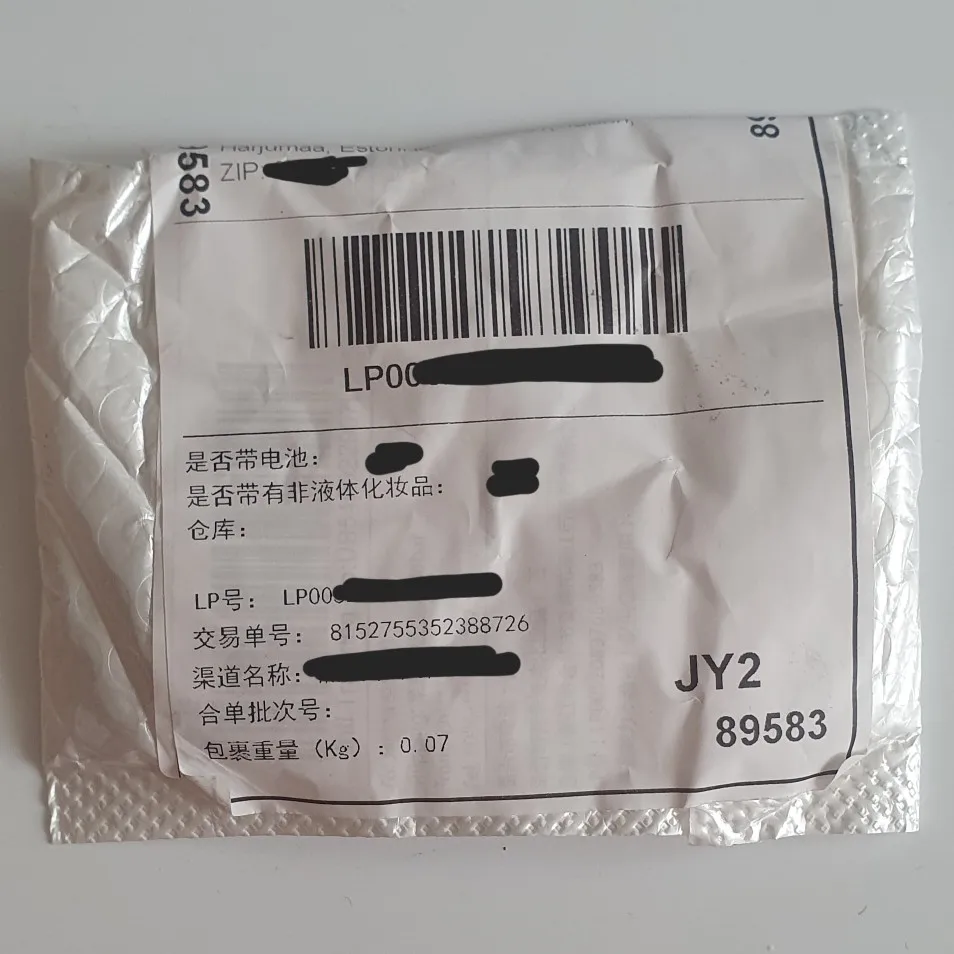 Harjumaa, Eston
ZIP:
9583
LP00
是否带电池:
是否带有非液体化妆品:
仓库:
LP号: LP00
交易单号: 8152755352388726
渠道名称:
合单批次号:
包裹重量 (Kg) : 0.07
JY2
89583